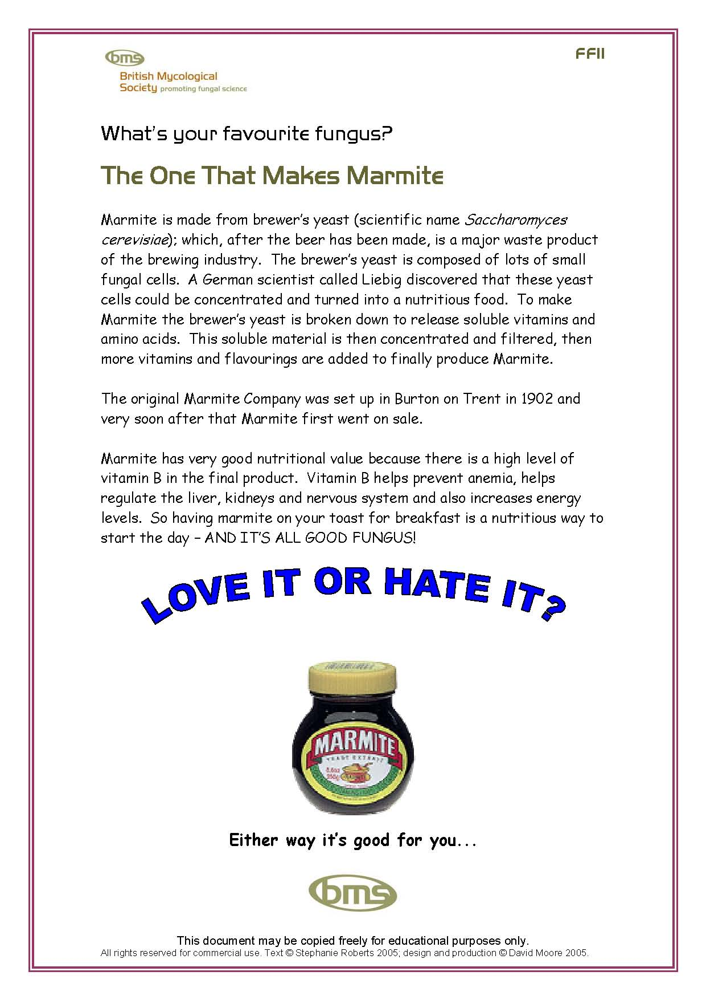 bms
FF11
British Mycological
Society promoting fungal science
What's your favourite fungus?
The One That Makes Marmite
Marmite is made from brewer's yeast (scientific name Saccharomyces
cerevisiae); which, after the beer has been made, is a major waste product
of the brewing industry.  The brewer's yeast is composed of lots of small
fungal cells.  A German scientist called Liebig discovered that these yeast
cells could be concentrated and turned into a nutritious food.  To make
Marmite the brewer's yeast is broken down to release soluble vitamins and
amino acids.  This soluble material is then concentrated and filtered, then
more vitamins and flavourings are added to finally produce Marmite.
The original Marmite Company was set up in Burton on Trent in 1902 and
very soon after that Marmite first went on sale.
Marmite has very good nutritional value because there is a high level of
vitamin B in the final product.  Vitamin B helps prevent anemia, helps
regulate the liver, kidneys and nervous system and also increases energy
levels.  So having marmite on your toast for breakfast is a nutritious way to
start the day – AND IT'S ALL GOOD FUNGUS!
LOVE IT OR HATE IT?
MARMITE
YEAST EXTRACT
Either way it's good for you...
bms
This document may be copied freely for educational purposes only.
All rights reserved for commercial use. Text © Stephanie Roberts 2005; design and production © David Moore 2005.